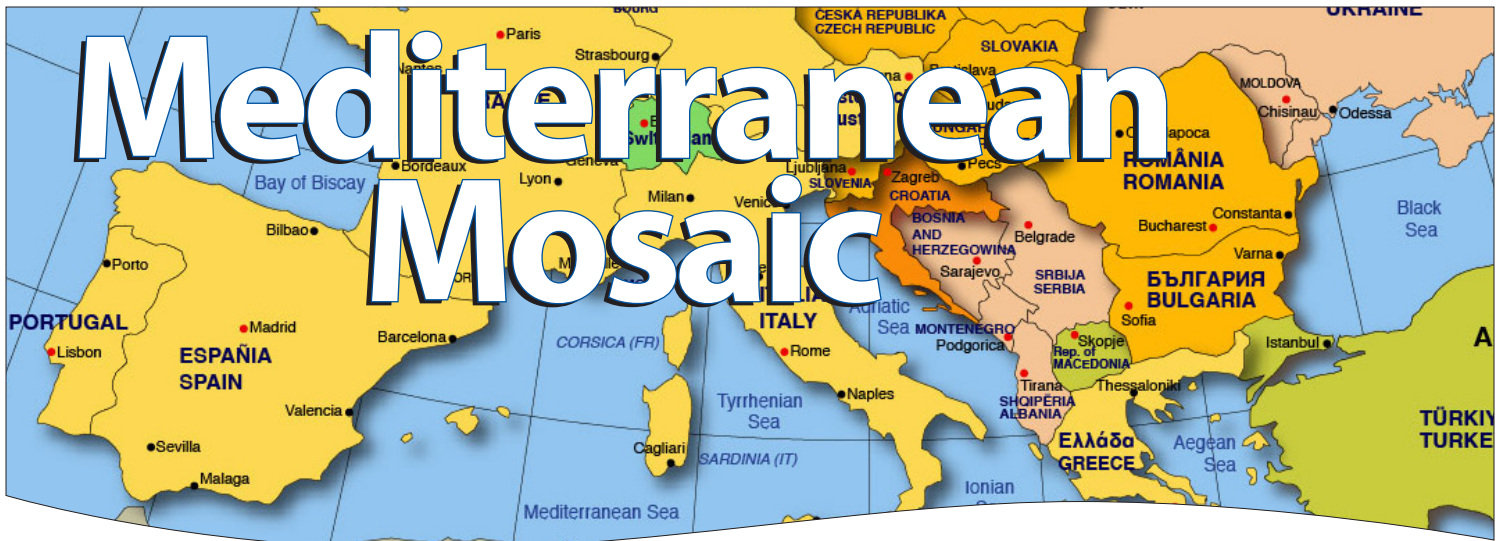 Mediterranean
Mosaic
ČESKÁ REPUBLIKA
CZECH REPUBLIC
UKRAINE
Paris
Strasbourg
SLOVAKIA
MOLDOVA
Chisinau
Odessa
Bordeaux
Lyon
Bay of Biscay
Milan
Ljubljana
SLOVENIA
Zagreb
CROATIA
Pecs
ROMÂNIA
ROMANIA
Bilbao
BOSNIA
AND
HERZEGOWINA
Belgrade
Bucharest
Constanta
Black
Sea
Porto
Sarajevo
SRBIJA
SERBIA
Varna
БЪЛГАРИЯ
BULGARIA
PORTUGAL
Madrid
Barcelona
ITALY
Adriatic
Sea
MONTENEGRO
Podgorica
Sofia
Lisbon
ESPAÑIA
SPAIN
CORSICA (FR)
Rome
Skopje
Rep. of
MACEDONIA
Istanbul
Tirana
SHQIPËRIA
ALBANIA
Thessaloniki
Valencia
Naples
Tyrrhenian
Sea
Sevilla
Cagliari
SARDINIA (IT)
Ελλάδα
GREECE
Aegean
Sea
TÜRKIY
TURKE
Malaga
Mediterranean Sea
Ionian